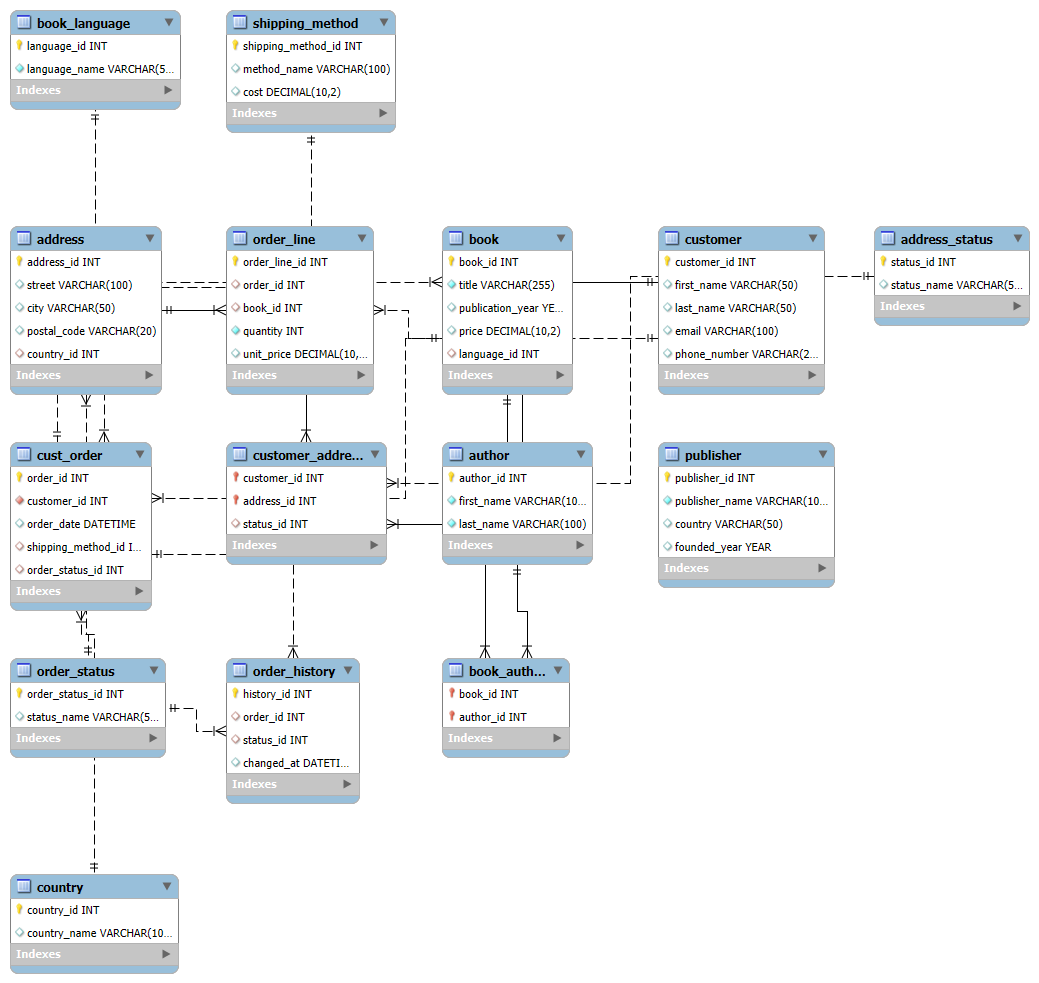 book_language
language_id INT
language_name VARCHAR(5...
Indexes
shipping_method
shipping_method_id INT
method_name VARCHAR(100)
cost DECIMAL(10,2)
Indexes
address
address_id INT
street VARCHAR(100)
city VARCHAR(50)
postal_code VARCHAR(20)
country_id INT
Indexes
order_line
order_line_id INT
order_id INT
book_id INT
quantity INT
unit_price DECIMAL(10,...
Indexes
book
book_id INT
title VARCHAR(255)
publication_year YE...
price DECIMAL(10,2)
language_id INT
Indexes
customer
customer_id INT
first_name VARCHAR(50)
last_name VARCHAR(50)
email VARCHAR(100)
phone_number VARCHAR(2...
Indexes
address_status
status_id INT
status_name VARCHAR(5...
Indexes
cust_order
order_id INT
customer_id INT
order_date DATETIME
shipping_method_id I...
order_status_id INT
Indexes
customer_addre...
customer_id INT
address_id INT
status_id INT
Indexes
author
author_id INT
first_name VARCHAR(10...
last_name VARCHAR(100)
Indexes
publisher
publisher_id INT
publisher_name VARCHAR(10...
country VARCHAR(50)
founded_year YEAR
Indexes
order_status
order_status_id INT
status_name VARCHAR(5...
Indexes
order_history
history_id INT
order_id INT
status_id INT
changed_at DATETI...
Indexes
book_auth...
book_id INT
author_id INT
Indexes
country
country_id INT
country_name VARCHAR(10...
Indexes